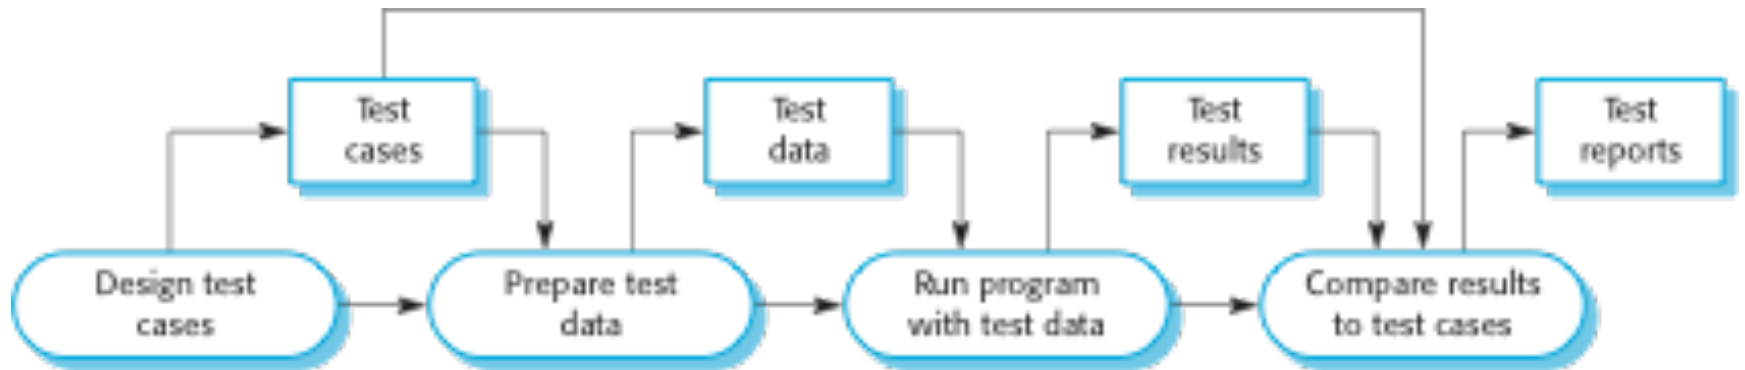 Test
cases
Test
data
Test
results
Test
reports
Design test
cases
Prepare test
data
Run program
with test data
Compare results
to test cases